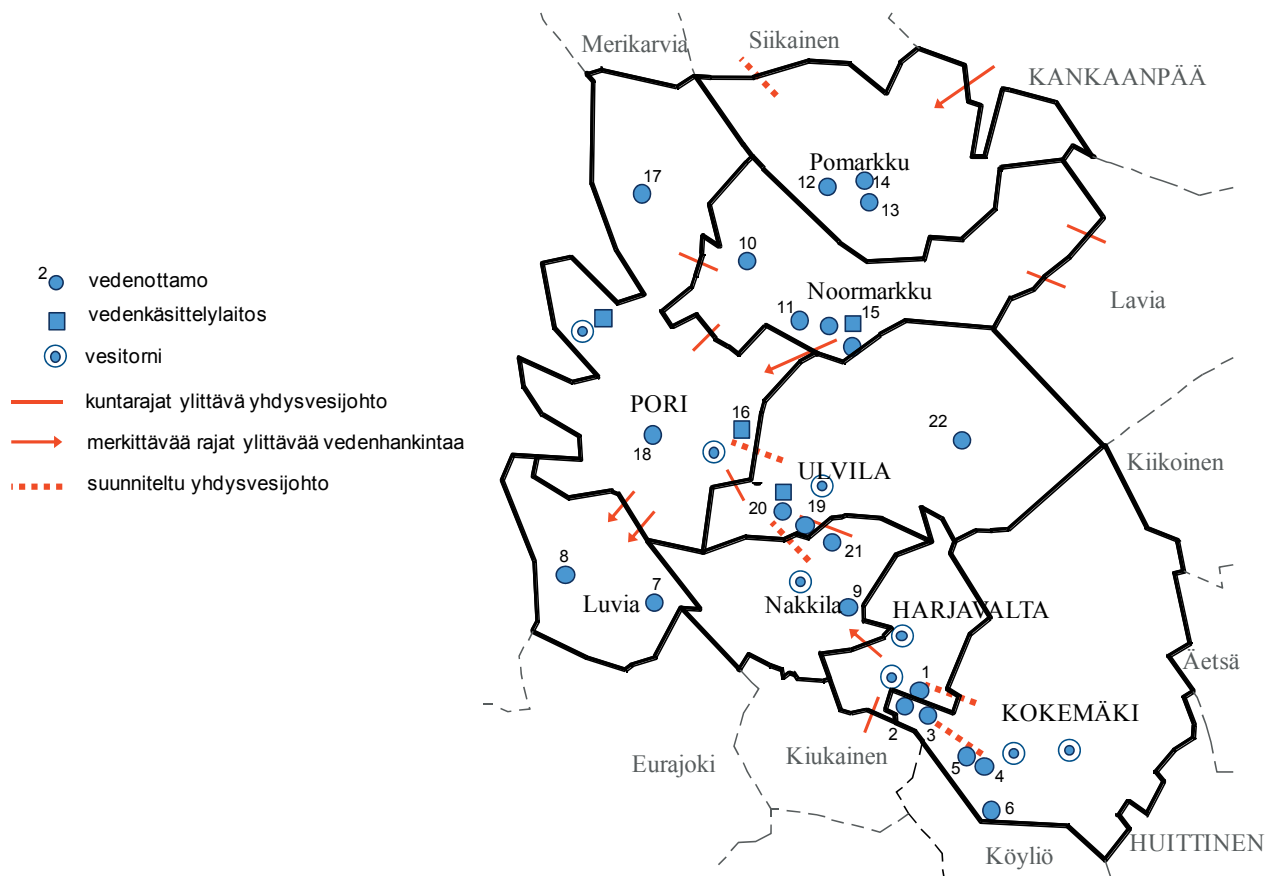 Merikarvia
Siikainen
KANKAANPÄÄ
Pomarkku
17
12
14
13
10
2 vedenottamo
vedenkäsittelylaitos
vesitorni
kuntarajat ylittävä yhdysvesijohto
merkittävää rajat ylittävää vedenhankintaa
suunniteltu yhdysvesijohto
Noormarkku
11
15
Lavia
PORI
16
18
22
Kiikoinen
ULVILA
20
19
21
8
7
Luvia
Nakkila
9
HARJAVALTA
Äetsä
1
2
3
KOKEMÄKI
Eurajoki
Kiukainen
5
4
6
HUITTINEN
Köyliö